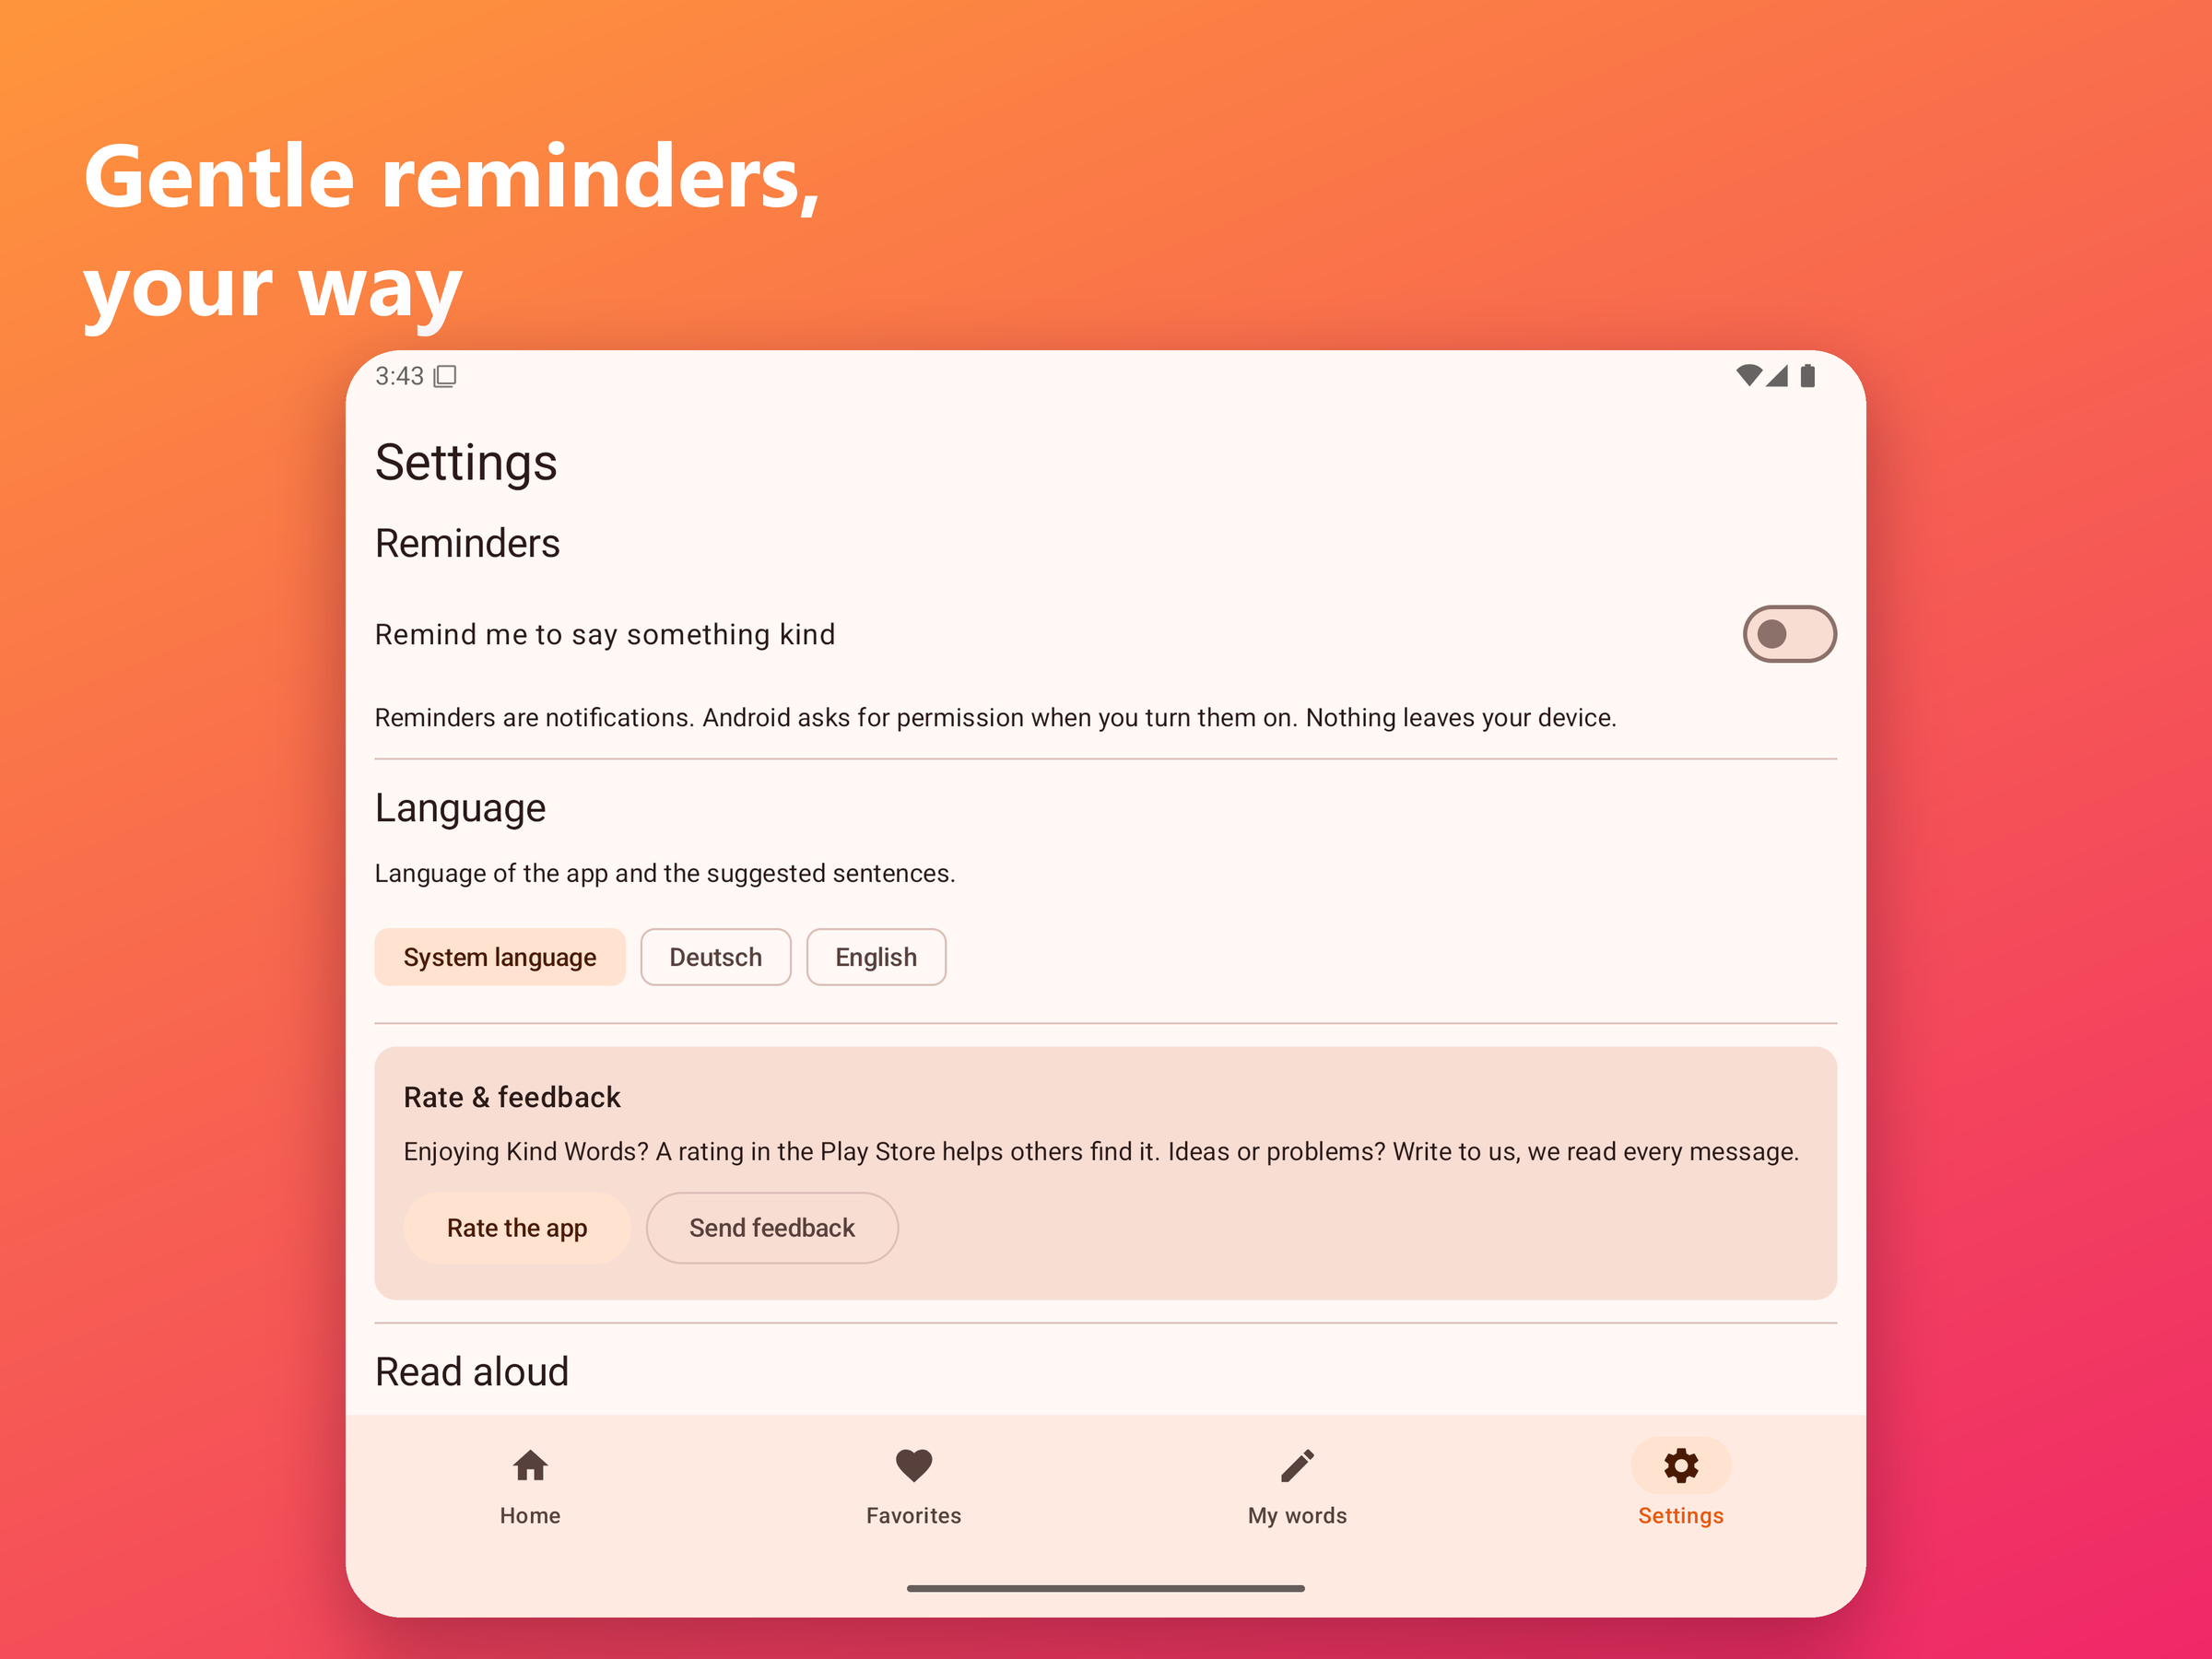 Gentle reminders,
your way
3:43
Settings
Reminders
Remind me to say something kind
Reminders are notifications. Android asks for permission when you turn them on. Nothing leaves your device.
Language
Language of the app and the suggested sentences.
System language
Deutsch
English
Rate & feedback
Enjoying Kind Words? A rating in the Play Store helps others find it. Ideas or problems? Write to us, we read every message.
Rate the app
Send feedback
Read aloud
Home
Favorites
My words
Settings